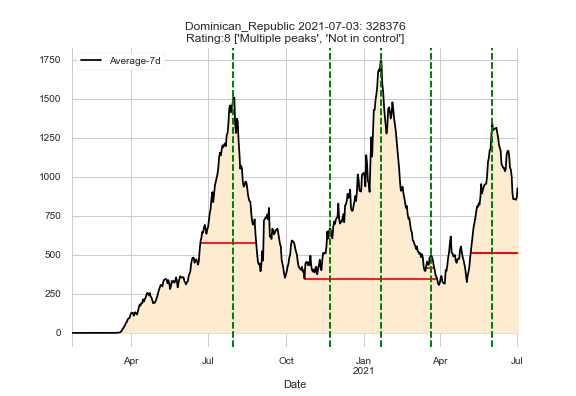 Dominican_Republic 2021-07-03: 328376
Rating:8 ['Multiple peaks', 'Not in control']
Average-7d
1750
1500
1250
1000
750
500
250
0
Apr Jul Oct Jan Apr Jul
2021
Date